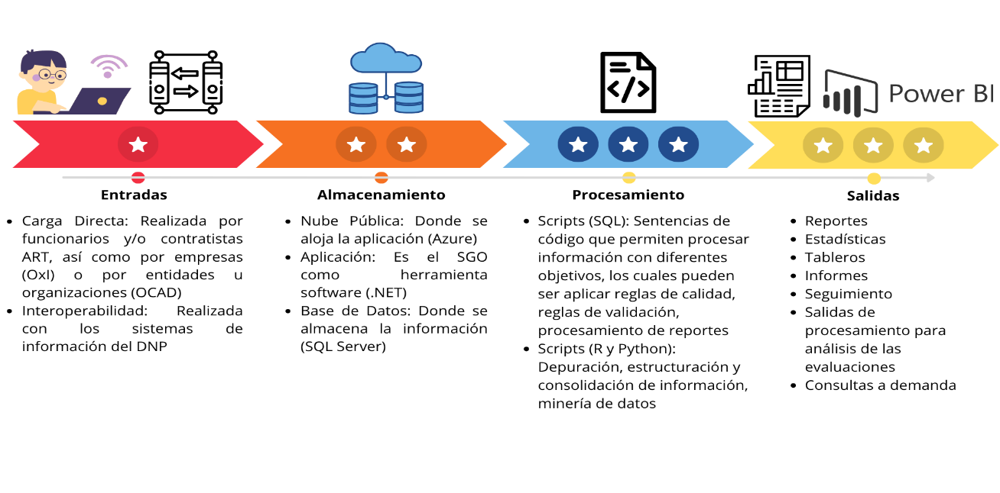 Power BI
Entradas
Carga Directa: Realizada por
funcionarios y/o contratistas
ART, así como por empresas
(OxI) o por entidades u
organizaciones (OCAD)
Interoperabilidad: Realizada
con los sistemas de
información del DNP
Almacenamiento
Nube Pública: Donde se
aloja la aplicación (Azure)
Aplicación: Es el SGO
como herramienta
software (.NET)
Base de Datos: Donde se
almacena la información
(SQL Server)
Procesamiento
Scripts (SQL): Sentencias de
código que permiten procesar
información con diferentes
objetivos, los cuales pueden
ser aplicar reglas de calidad,
reglas de validación,
procesamiento de reportes
Scripts (R y Python):
Depuración, estructuración y
consolidación de información,
minería de datos
Salidas
Reportes
Estadísticas
Tableros
Informes
Seguimiento
Salidas de
procesamiento para
análisis de las
evaluaciones
Consultas a demanda